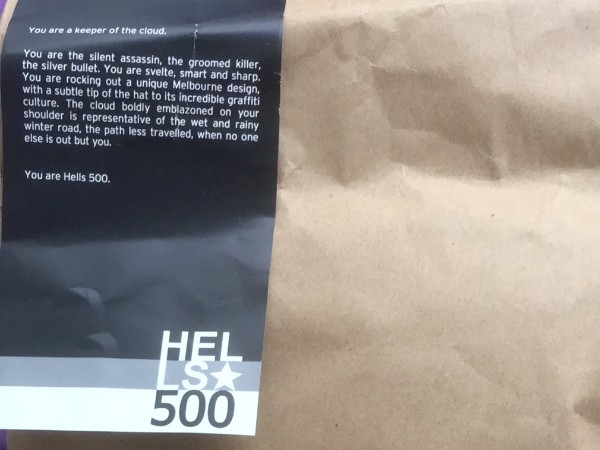 You are a keeper of the cloud.
You are the silent assassin, the groomed killer,
the silver bullet. You are svelte, smart and sharp.
You are rocking out a unique Melbourne design,
with a subtle tip of the hat to its incredible graffiti
culture. The cloud boldly emblazoned on your
shoulder is representative of the wet and rainy
winter road, the path less travelled, when no one
else is out but you.
You are Hells 500.
HEL
LS★
500